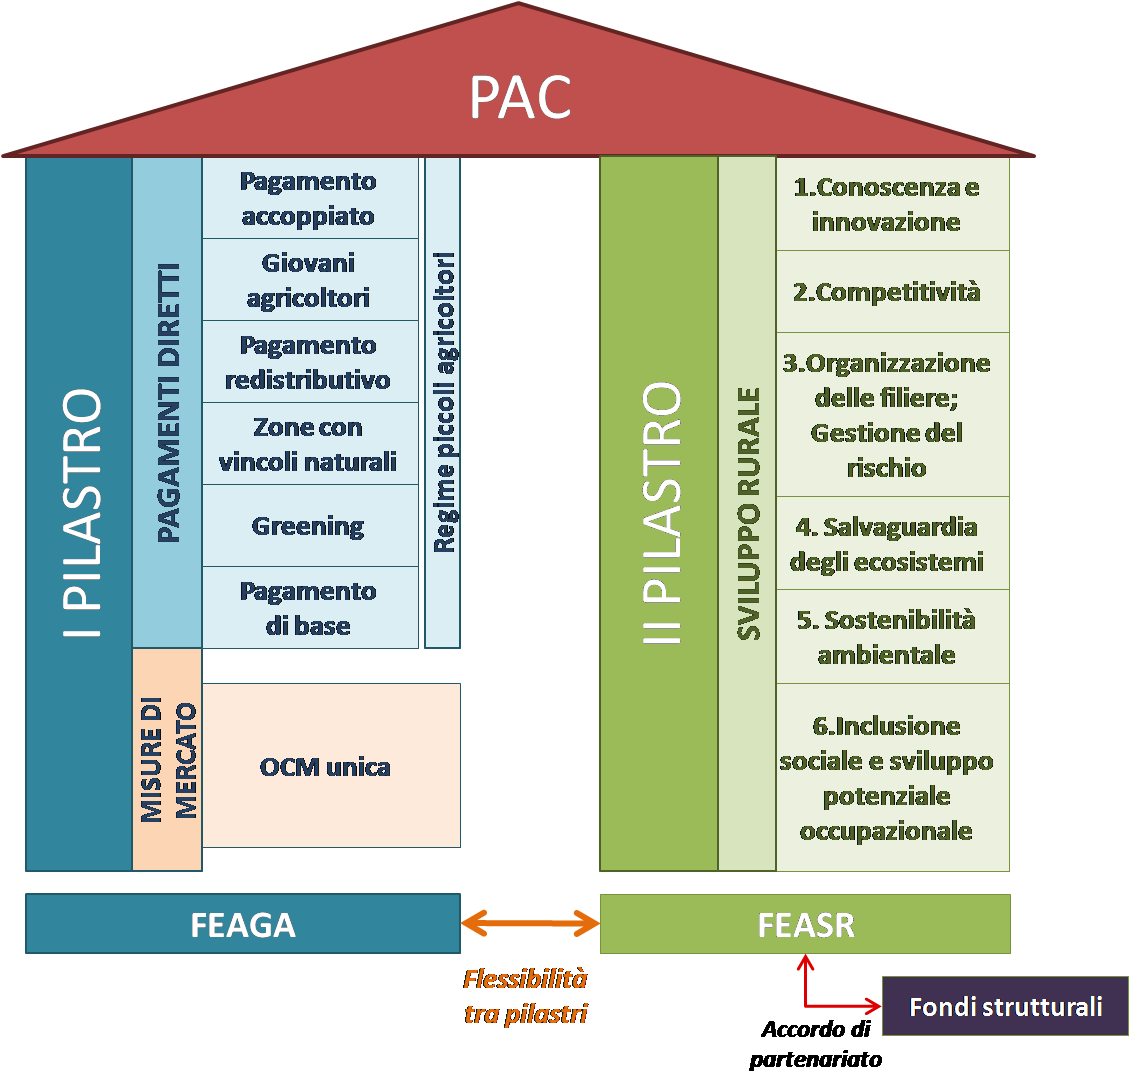 PAC
I PILASTRO
PAGAMENTI DIRETTI
Pagamento
accoppiato
Giovani
agricoltori
Pagamento
redistributivo
Zone con
vincoli naturali
Greening
Pagamento
di base
Regime piccoli agricoltori
MISURE DI
MERCATO
OCM unica
FEAGA
II PILASTRO
SVILUPPO RURALE
1.Conoscenza e
innovazione
2.Competitività
3.Organizzazione
delle filiere;
Gestione del
rischio
4. Salvaguardia
degli ecosistemi
5. Sostenibilità
ambientale
6.Inclusione
sociale e sviluppo
potenziale
occupazionale
FEASR
Flessibilità
tra pilastri
Accordo di
partenariato
Fondi strutturali